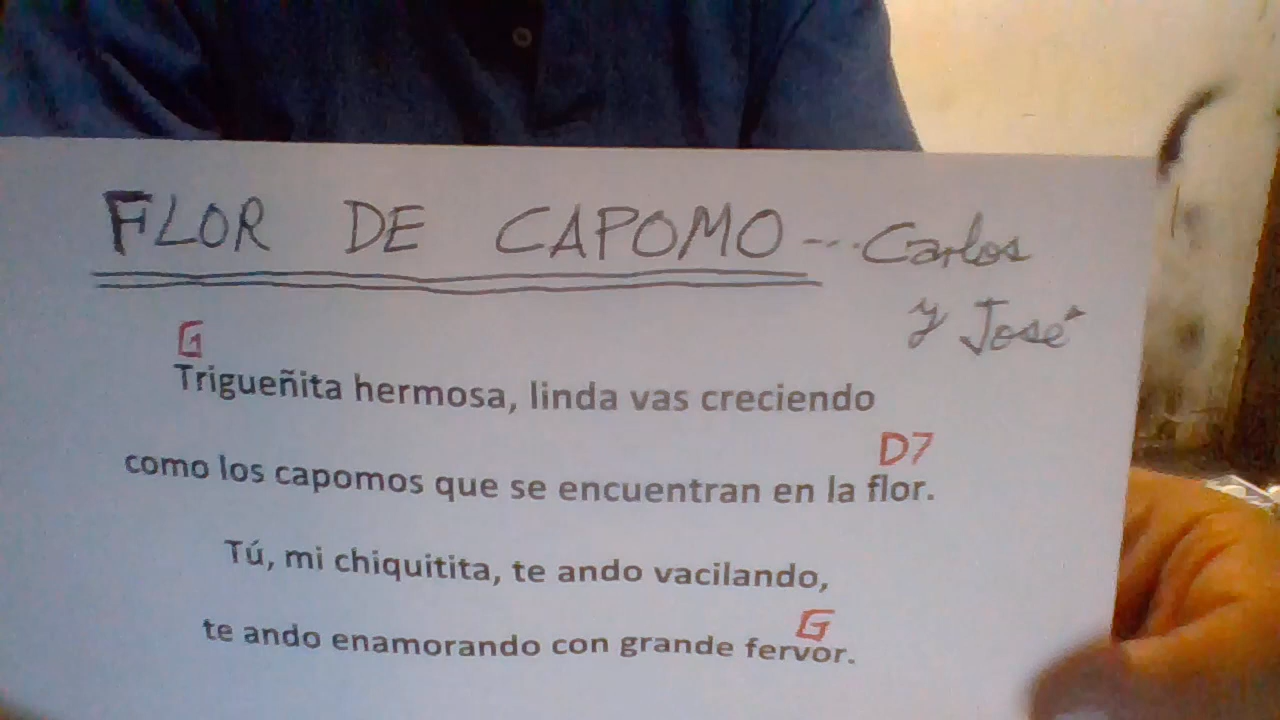 FLOR DE CAPOMO --- Carlos
y José
G
Trigueñita hermosa, linda vas creciendo
D7
como los capomos que se encuentran en la flor.
Tú, mi chiquitita, te ando vacilando,
G
te ando enamorando con grande fervor.